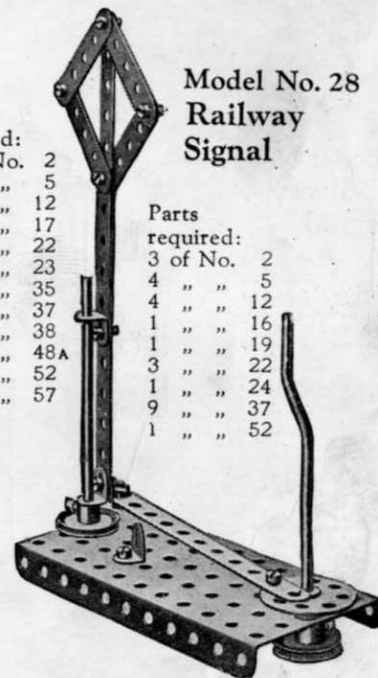 Model No. 28
Railway
Signal
d:
No. 2
„ 5
„ 12
„ 17
„ 22
„ 23
„ 35
„ 37
„ 38
„ 48A
„ 52
„ 57
Parts
required:
3 of No. 2
4 „ „ 5
4 „ „ 12
1 „ „ 16
1 „ „ 19
3 „ „ 22
1 „ „ 24
9 „ „ 37
1 „ „ 52